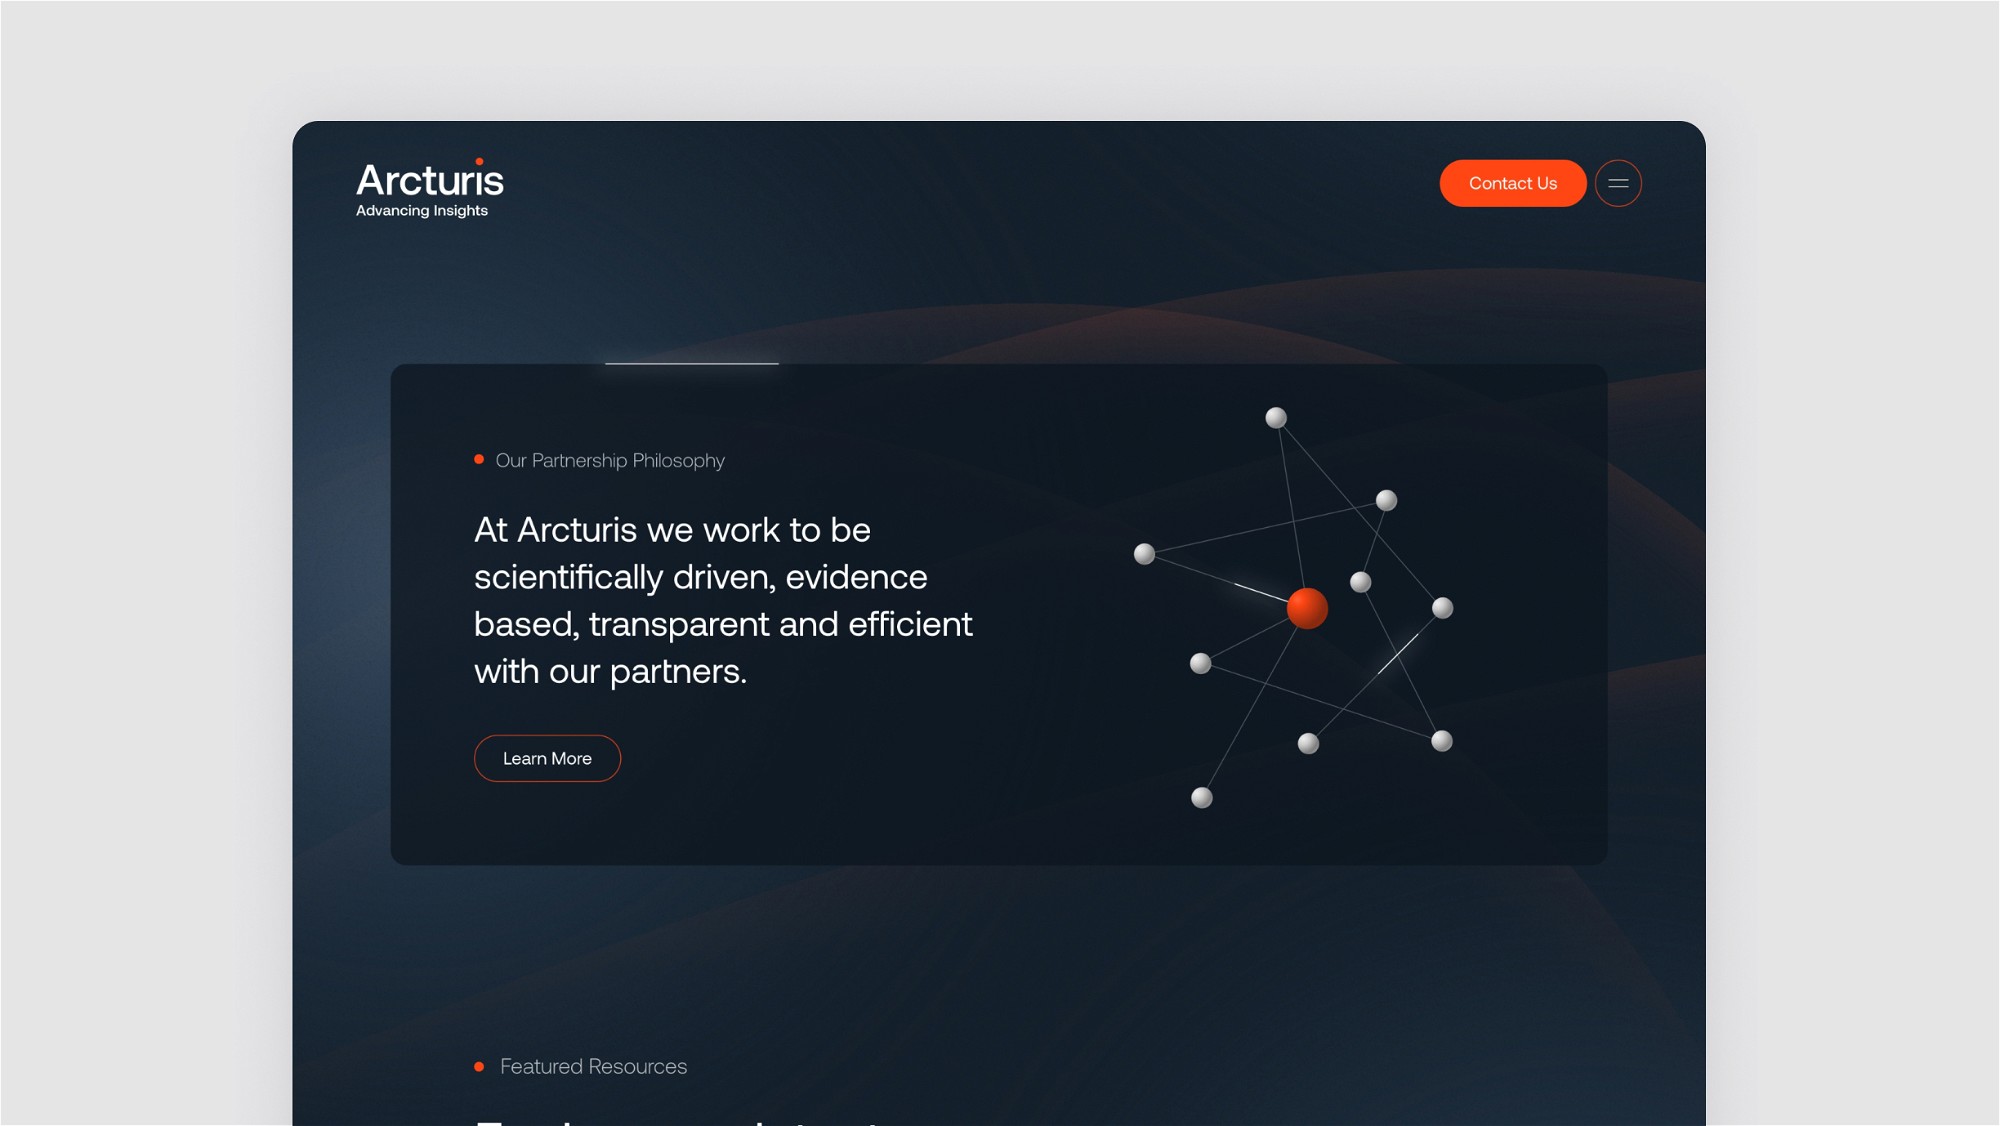 Arcturis
Advancing Insights
Contact Us
Our Partnership Philosophy
At Arcturis we work to be
scientifically driven, evidence
based, transparent and efficient
with our partners.
Learn More
Featured Resources